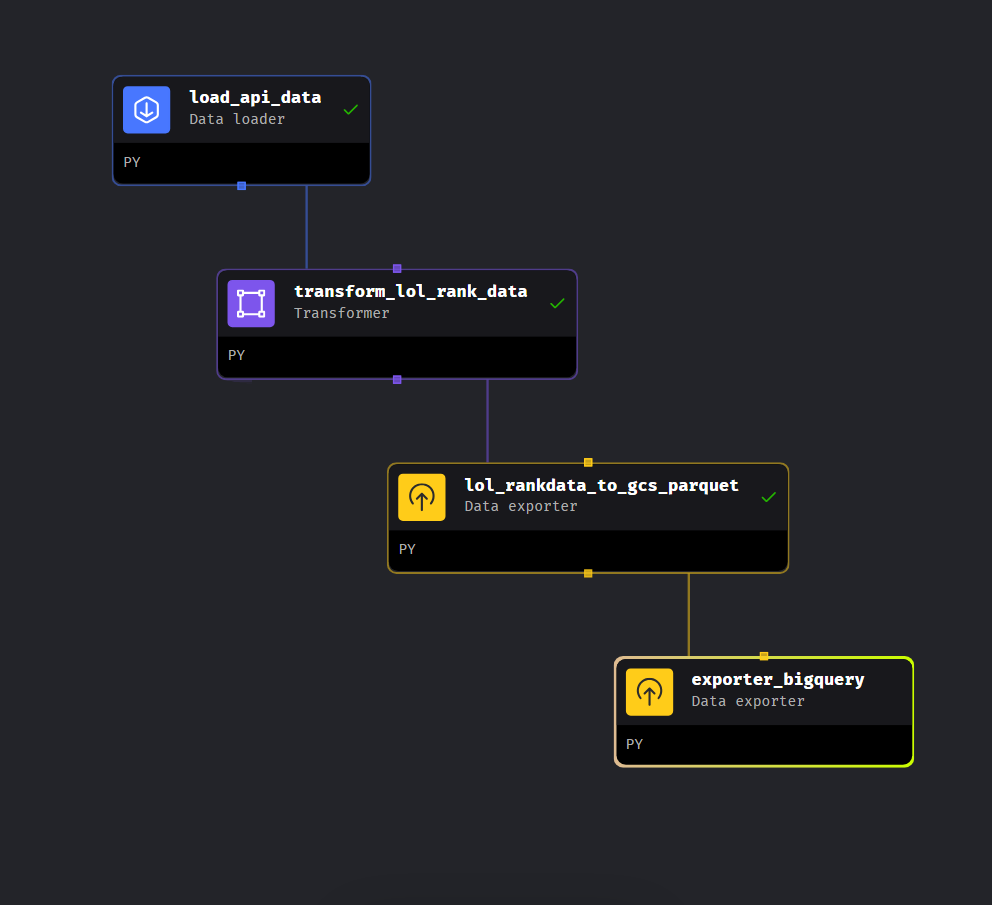 load_api_data
Data loader
PY
transform_lol_rank_data
Transformer
PY
lol_rankdata_to_gcs_parquet
Data exporter
PY
exporter_bigquery
Data exporter
PY